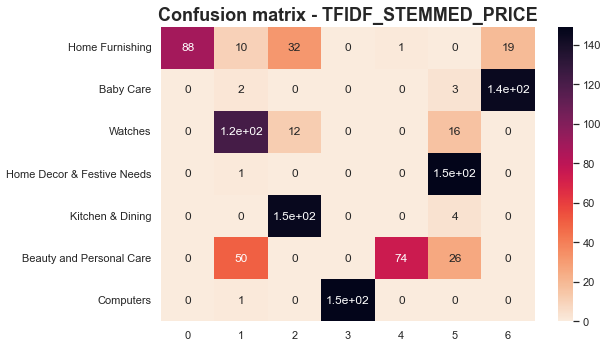 Confusion matrix - TFIDF_STEMMED_PRICE
Home Furnishing 88 10 32 0 1 0 19
Baby Care 0 2 0 0 0 3 1.4e+02
Watches 0 1.2e+02 12 0 0 16 0
Home Decor & Festive Needs 0 1 0 0 0 1.5e+02 0
Kitchen & Dining 0 0 1.5e+02 0 0 4 0
Beauty and Personal Care 0 50 0 0 74 26 0
Computers 0 1 0 1.5e+02 0 0 0
0 1 2 3 4 5 6
140
120
100
80
60
40
20
0